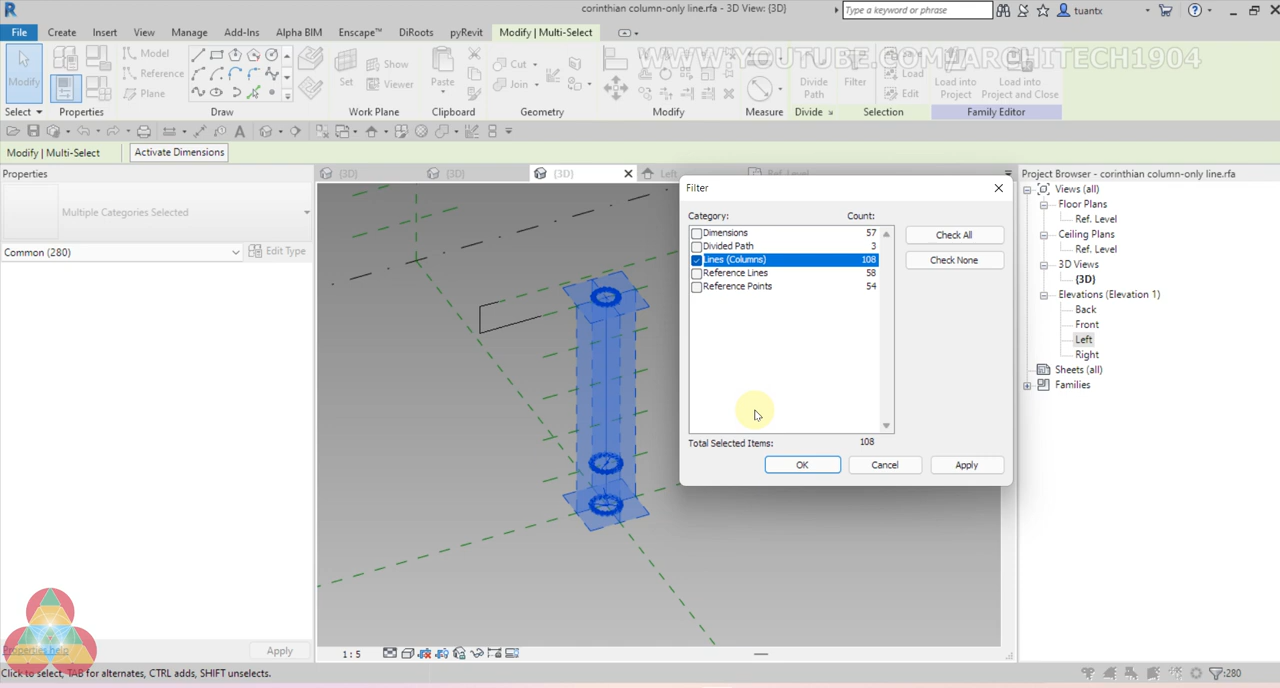 corinthian column-only line.rfa - 3D View: {3D}
Type a keyword or phrase
tuantx
File Create Insert View Manage Add-Ins Alpha BIM Enscape™ DiRoots pyRevit Modify | Multi-Select
WWW.YOUTUBE.COM/ARCHITECH1904
Modify
Model
Reference
Plane
Set
Show
Viewer
Paste
Cut
Join
Divide Path
Filter
Load
Edit
Load into Project
Load into Project and Close
Select Properties Draw Work Plane Clipboard Geometry Modify Measure Divide Selection Family Editor
Modify | Multi-Select Activate Dimensions
Properties
{3D} {3D} {3D} Left Ref. Level
Project Browser - corinthian column-only line.rfa
Multiple Categories Selected
Common (280) Edit Type
Filter
Category: Count:
Dimensions 57
Divided Path 3
Lines (Columns) 108
Reference Lines 58
Reference Points 54
Check All
Check None
Total Selected Items: 108
OK Cancel Apply
Views (all)
Floor Plans
Ref. Level
Ceiling Plans
Ref. Level
3D Views
{3D}
Elevations (Elevation 1)
Back
Front
Left
Right
Sheets (all)
Families
Properties help Apply
1 : 5
Click to select, TAB for alternates, CTRL adds, SHIFT unselects.
:280